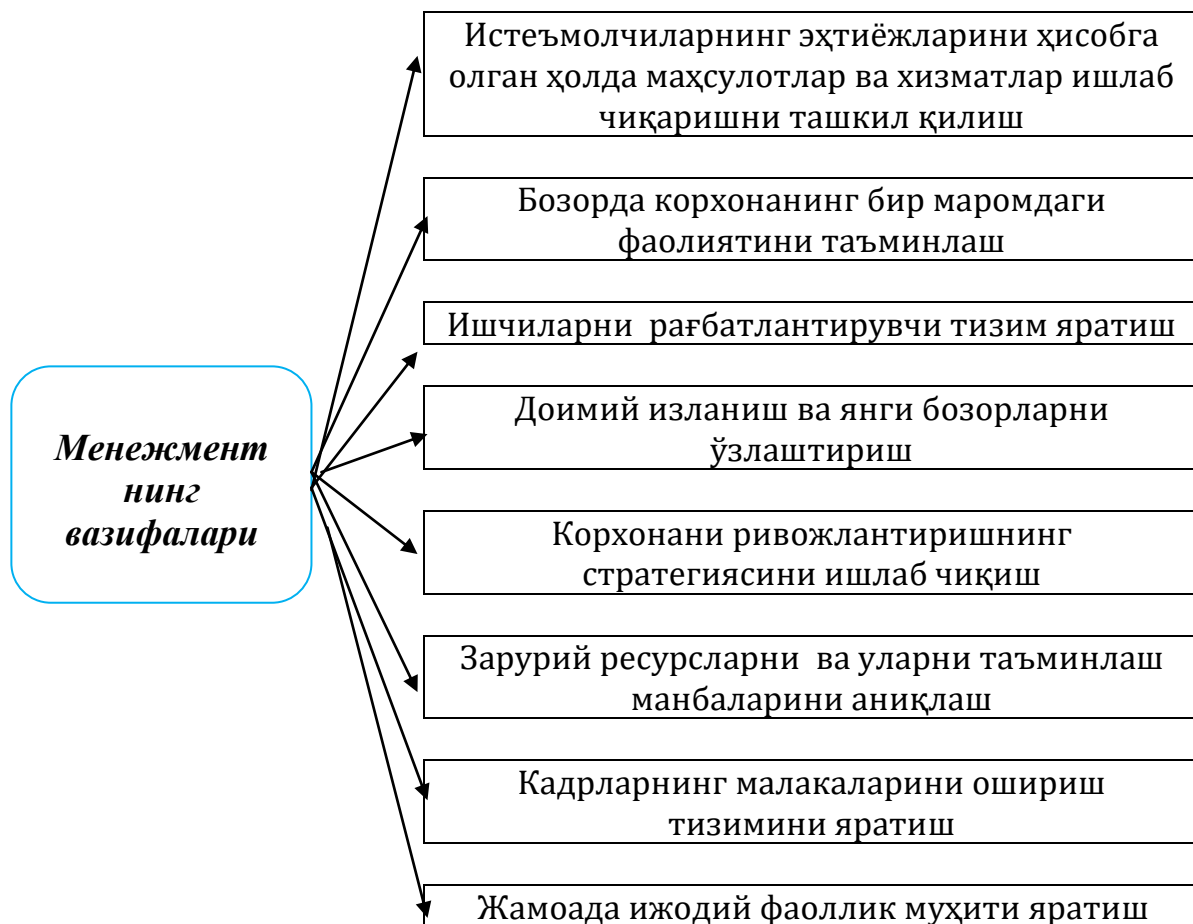 Истеъмолчиларнинг эҳтиёжларини ҳисобга
олган ҳолда маҳсулотлар ва хизматлар ишлаб
чиқаришни ташкил қилиш
Бозорда корхонанинг бир маромдаги
фаолиятини таъминлаш
Ишчиларни рағбатлантирувчи тизим яратиш
Доимий изланиш ва янги бозорларни
ўзлаштириш
Менежмент
нинг
вазифалари
Корхонани ривожлантиришнинг
стратегиясини ишлаб чиқиш
Зарурий ресурсларни ва уларни таъминлаш
манбаларини аниқлаш
Кадрларнинг малакаларини ошириш
тизимини яратиш
Жамоада ижодий фаоллик муҳити яратиш